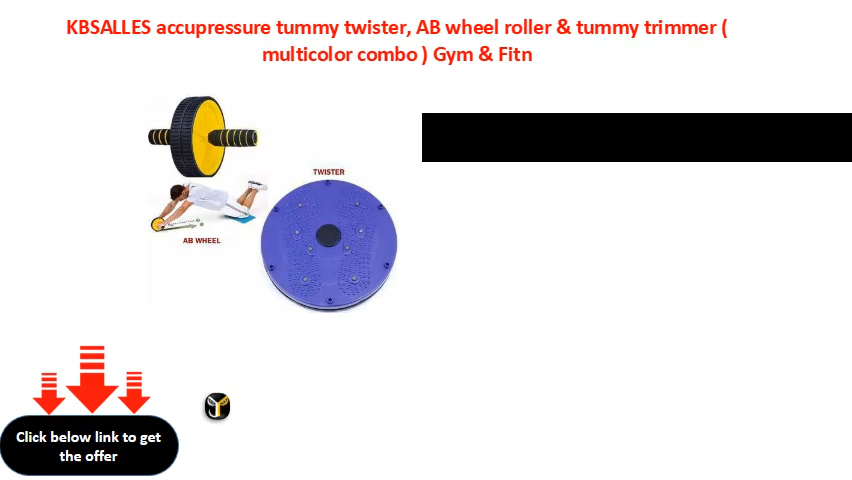 KBSALLES accupressure tummy twister, AB wheel roller & tummy trimmer (
multicolor combo ) Gym & Fitn
TWISTER
AB WHEEL
Click below link to get
the offer